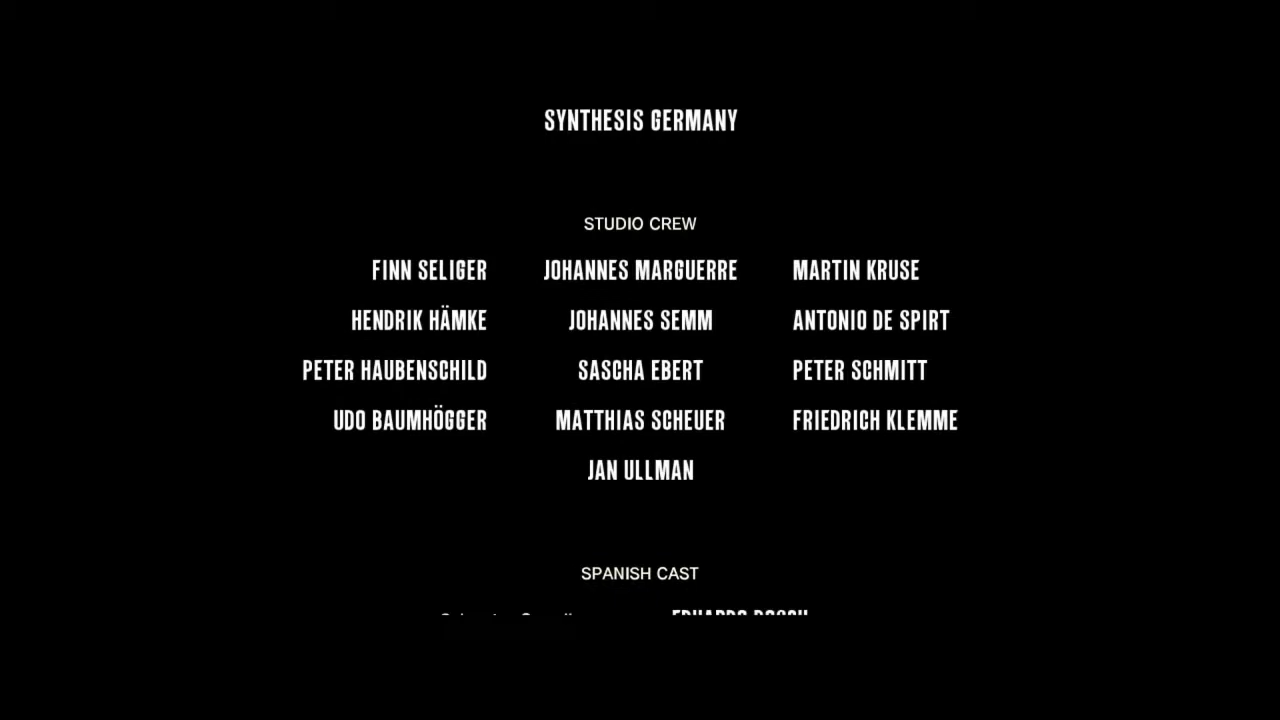 SYNTHESIS GERMANY
STUDIO CREW
FINN SELIGER JOHANNES MARGUERRE MARTIN KRUSE
HENDRIK HÄMKE JOHANNES SEMM ANTONIO DE SPIRT
PETER HAUBENSCHILD SASCHA EBERT PETER SCHMITT
UDO BAUMHÖGGER MATTHIAS SCHEUER FRIEDRICH KLEMME
JAN ULLMAN
SPANISH CAST